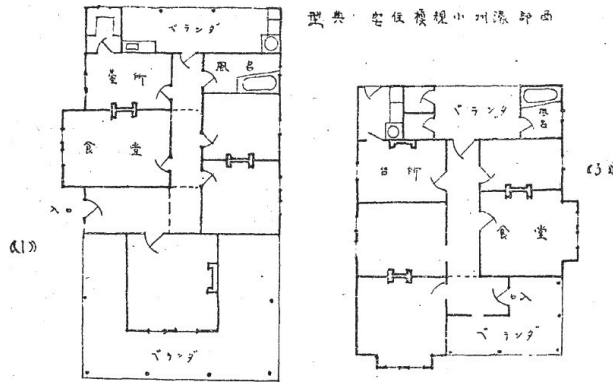 西部濠州小規模住宅・典型
ベランダ
臺所
風呂
食堂
入口
《1》
ベランダ
ベランダ
風呂
台所
《3》
食堂
入口
ベランダ